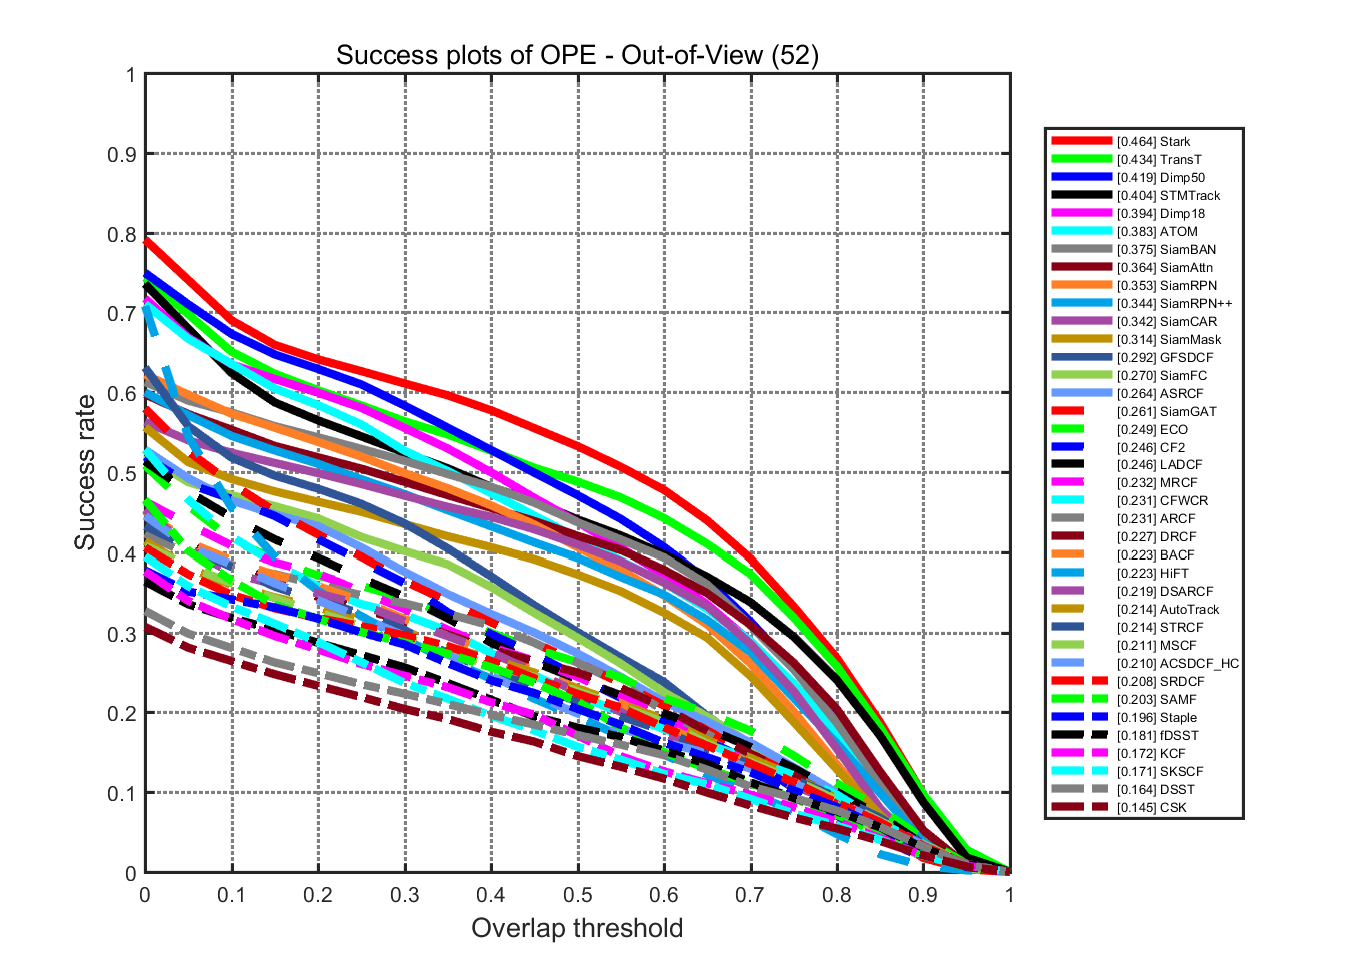 Success plots of OPE - Out-of-View (52)
1
0.9
0.8
0.7
0.6
0.5
0.4
0.3
0.2
0.1
0
Success rate
0 0.1 0.2 0.3 0.4 0.5 0.6 0.7 0.8 0.9 1
Overlap threshold
[0.464] Stark
[0.434] TransT
[0.419] Dimp50
[0.404] STMTrack
[0.394] Dimp18
[0.383] ATOM
[0.375] SiamBAN
[0.364] SiamAttn
[0.353] SiamRPN
[0.344] SiamRPN++
[0.342] SiamCAR
[0.314] SiamMask
[0.292] GFSDCF
[0.270] SiamFC
[0.264] ASRCF
[0.261] SiamGAT
[0.249] ECO
[0.246] CF2
[0.246] LADCF
[0.232] MRCF
[0.231] CFWCR
[0.231] ARCF
[0.227] DRCF
[0.223] BACF
[0.223] HiFT
[0.219] DSARCF
[0.214] AutoTrack
[0.214] STRCF
[0.211] MSCF
[0.210] ACSDCF_HC
[0.208] SRDCF
[0.203] SAMF
[0.196] Staple
[0.181] fDSST
[0.172] KCF
[0.171] SKSCF
[0.164] DSST
[0.145] CSK